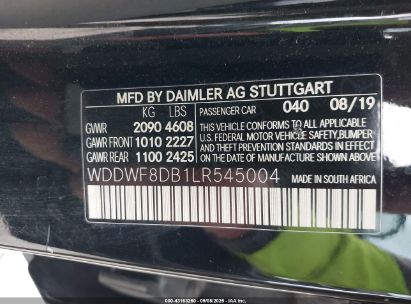 MFD BY DAIMLER AG STUTTGART
KG LBS
PASSENGER CAR 040 08/19
GVWR 2090 4608
GAWR FRONT 1010 2227
GAWR REAR 1100 2425
THIS CAR CONFORMS TO ALL APPLICABLE
U.S. FEDERAL MOTOR VEHICLE SAFETY, BUMPER,
AND THEFT PREVENTION STANDARDS IN EFFECT
ON THE DATE OF MANUFACTURE SHOWN ABOVE.
WDDWF8DB1LR545004
MADE IN SOUTH AFRICA